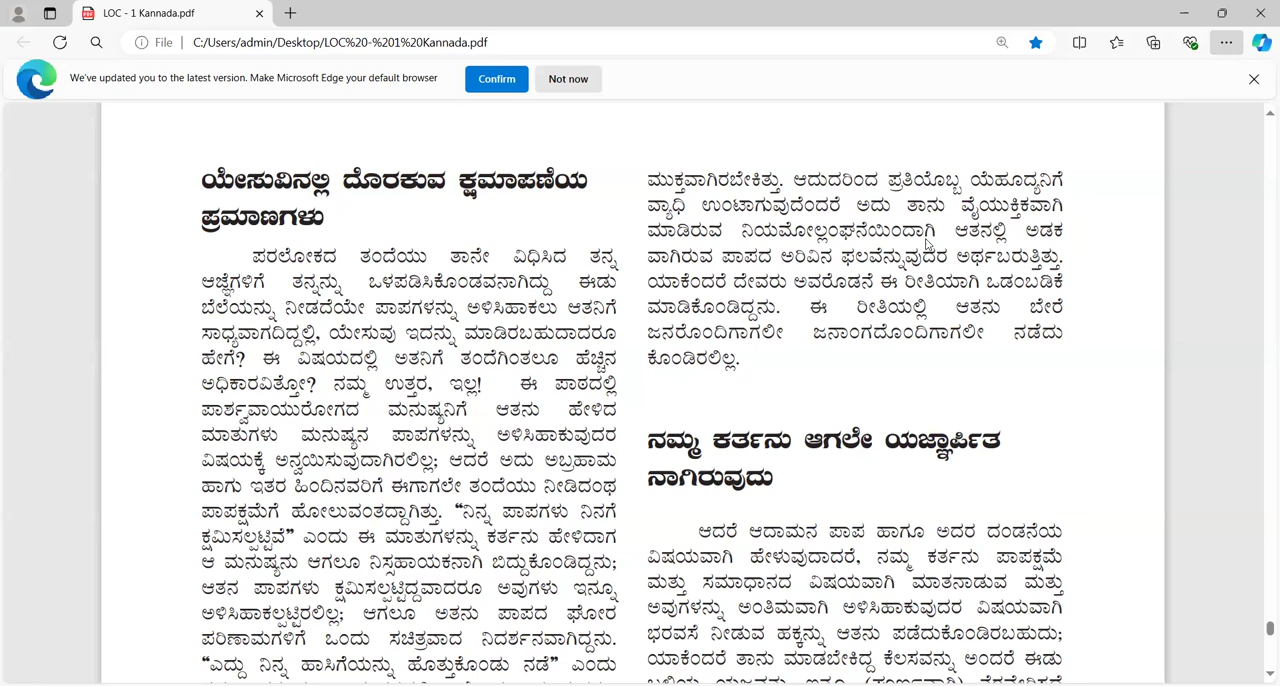 LOC - 1 Kannada.pdf
File
C:/Users/admin/Desktop/LOC%20-%201%20Kannada.pdf
We've updated you to the latest version. Make Microsoft Edge your default browser
Confirm
Not now
ಯೇಸುವಿನಲ್ಲಿ ದೊರಕುವ ಕ್ಷಮಾಪಣೆಯ
ಪ್ರಮಾಣಗಳು
ಪರಲೋಕದ ತಂದೆಯು ತಾನೇ ವಿಧಿಸಿದ ತನ್ನ
ಆಜ್ಞೆಗಳಿಗೆ ತನ್ನನ್ನು ಒಳಪಡಿಸಿಕೊಂಡವನಾಗಿದ್ದು ಈಡು
ಬೆಲೆಯನ್ನು ನೀಡದೆಯೇ ಪಾಪಗಳನ್ನು ಅಳಿಸಿಹಾಕಲು ಆತನಿಗೆ
ಸಾಧ್ಯವಾಗದಿದ್ದಲ್ಲಿ, ಯೇಸುವು ಇದನ್ನು ಮಾಡಿರಬಹುದಾದರೂ
ಹೇಗೆ? ಈ ವಿಷಯದಲ್ಲಿ ಅತನಿಗೆ ತಂದೆಗಿಂತಲೂ ಹೆಚ್ಚಿನ
ಅಧಿಕಾರವಿತ್ತೋ? ನಮ್ಮ ಉತ್ತರ, ಇಲ್ಲ! ಈ ಪಾಠದಲ್ಲಿ
ಪಾರ್ಶ್ವವಾಯುರೋಗದ ಮನುಷ್ಯನಿಗೆ ಆತನು ಹೇಳಿದ
ಮಾತುಗಳು ಮನುಷ್ಯನ ಪಾಪಗಳನ್ನು ಅಳಿಸಿಹಾಕುವುದರ
ವಿಷಯಕ್ಕೆ ಅನ್ವಯಿಸುವುದಾಗಿರಲಿಲ್ಲ; ಆದರೆ ಅದು ಅಬ್ರಹಾಮ
ಹಾಗು ಇತರ ಹಿಂದಿನವರಿಗೆ ಈಗಾಗಲೇ ತಂದೆಯು ನೀಡಿದಂಥ
ಪಾಪಕ್ಷಮೆಗೆ ಹೋಲುವಂತದ್ದಾಗಿತ್ತು. “ನಿನ್ನ ಪಾಪಗಳು ನಿನಗೆ
ಕ್ಷಮಿಸಲ್ಪಟ್ಟಿವೆ” ಎಂದು ಈ ಮಾತುಗಳನ್ನು ಕರ್ತನು ಹೇಳಿದಾಗ
ಆ ಮನುಷ್ಯನು ಆಗಲೂ ನಿಸ್ಸಹಾಯಕನಾಗಿ ಬಿದ್ದುಕೊಂಡಿದ್ದನು;
ಆತನ ಪಾಪಗಳು ಕ್ಷಮಿಸಲ್ಪಟ್ಟಿದ್ದವಾದರೂ ಅವುಗಳು ಇನ್ನೂ
ಅಳಿಸಿಹಾಕಲ್ಪಟ್ಟಿರಲಿಲ್ಲ; ಆಗಲೂ ಅತನು ಪಾಪದ ಘೋರ
ಪರಿಣಾಮಗಳಿಗೆ ಒಂದು ಸಚಿತ್ರವಾದ ನಿದರ್ಶನವಾಗಿದ್ದನು.
“ಎದ್ದು ನಿನ್ನ ಹಾಸಿಗೆಯನ್ನು ಹೊತ್ತುಕೊಂಡು ನಡೆ” ಎಂದು
ಮುಕ್ತವಾಗಿರಬೇಕಿತ್ತು. ಆದುದರಿಂದ ಪ್ರತಿಯೊಬ್ಬ ಯೆಹೂದ್ಯನಿಗೆ
ವ್ಯಾಧಿ ಉಂಟಾಗುವುದೆಂದರೆ ಅದು ತಾನು ವೈಯುಕ್ತಿಕವಾಗಿ
ಮಾಡಿರುವ ನಿಯಮೋಲ್ಲಂಘನೆಯಿಂದಾಗಿ ಆತನಲ್ಲಿ ಅಡಕ
ವಾಗಿರುವ ಪಾಪದ ಅರಿವಿನ ಫಲವೆನ್ನುವುದರ ಅರ್ಥಬರುತ್ತಿತ್ತು.
ಯಾಕೆಂದರೆ ದೇವರು ಅವರೊಡನೆ ಈ ರೀತಿಯಾಗಿ ಒಡಂಬಡಿಕೆ
ಮಾಡಿಕೊಂಡಿದ್ದನು. ಈ ರೀತಿಯಲ್ಲಿ ಆತನು ಬೇರೆ
ಜನರೊಂದಿಗಾಗಲೀ ಜನಾಂಗದೊಂದಿಗಾಗಲೀ ನಡೆದು
ಕೊಂಡಿರಲಿಲ್ಲ.
ನಮ್ಮ ಕರ್ತನು ಆಗಲೇ ಯಜ್ಞಾರ್ಪಿತ
ನಾಗಿರುವುದು
ಆದರೆ ಆದಾಮನ ಪಾಪ ಹಾಗೂ ಅದರ ದಂಡನೆಯ
ವಿಷಯವಾಗಿ ಹೇಳುವುದಾದರೆ, ನಮ್ಮ ಕರ್ತನು ಪಾಪಕ್ಷಮೆ
ಮತ್ತು ಸಮಾಧಾನದ ವಿಷಯವಾಗಿ ಮಾತನಾಡುವ ಮತ್ತು
ಅವುಗಳನ್ನು ಅಂತಿಮವಾಗಿ ಅಳಿಸಿಹಾಕುವುದರ ವಿಷಯವಾಗಿ
ಭರವಸೆ ನೀಡುವ ಹಕ್ಕನ್ನು ಆತನು ಪಡೆದುಕೊಂಡಿರಬಹುದು;
ಯಾಕೆಂದರೆ ತಾನು ಮಾಡಬೇಕಿದ್ದ ಕೆಲಸವನ್ನು ಅಂದರೆ ಈಡು